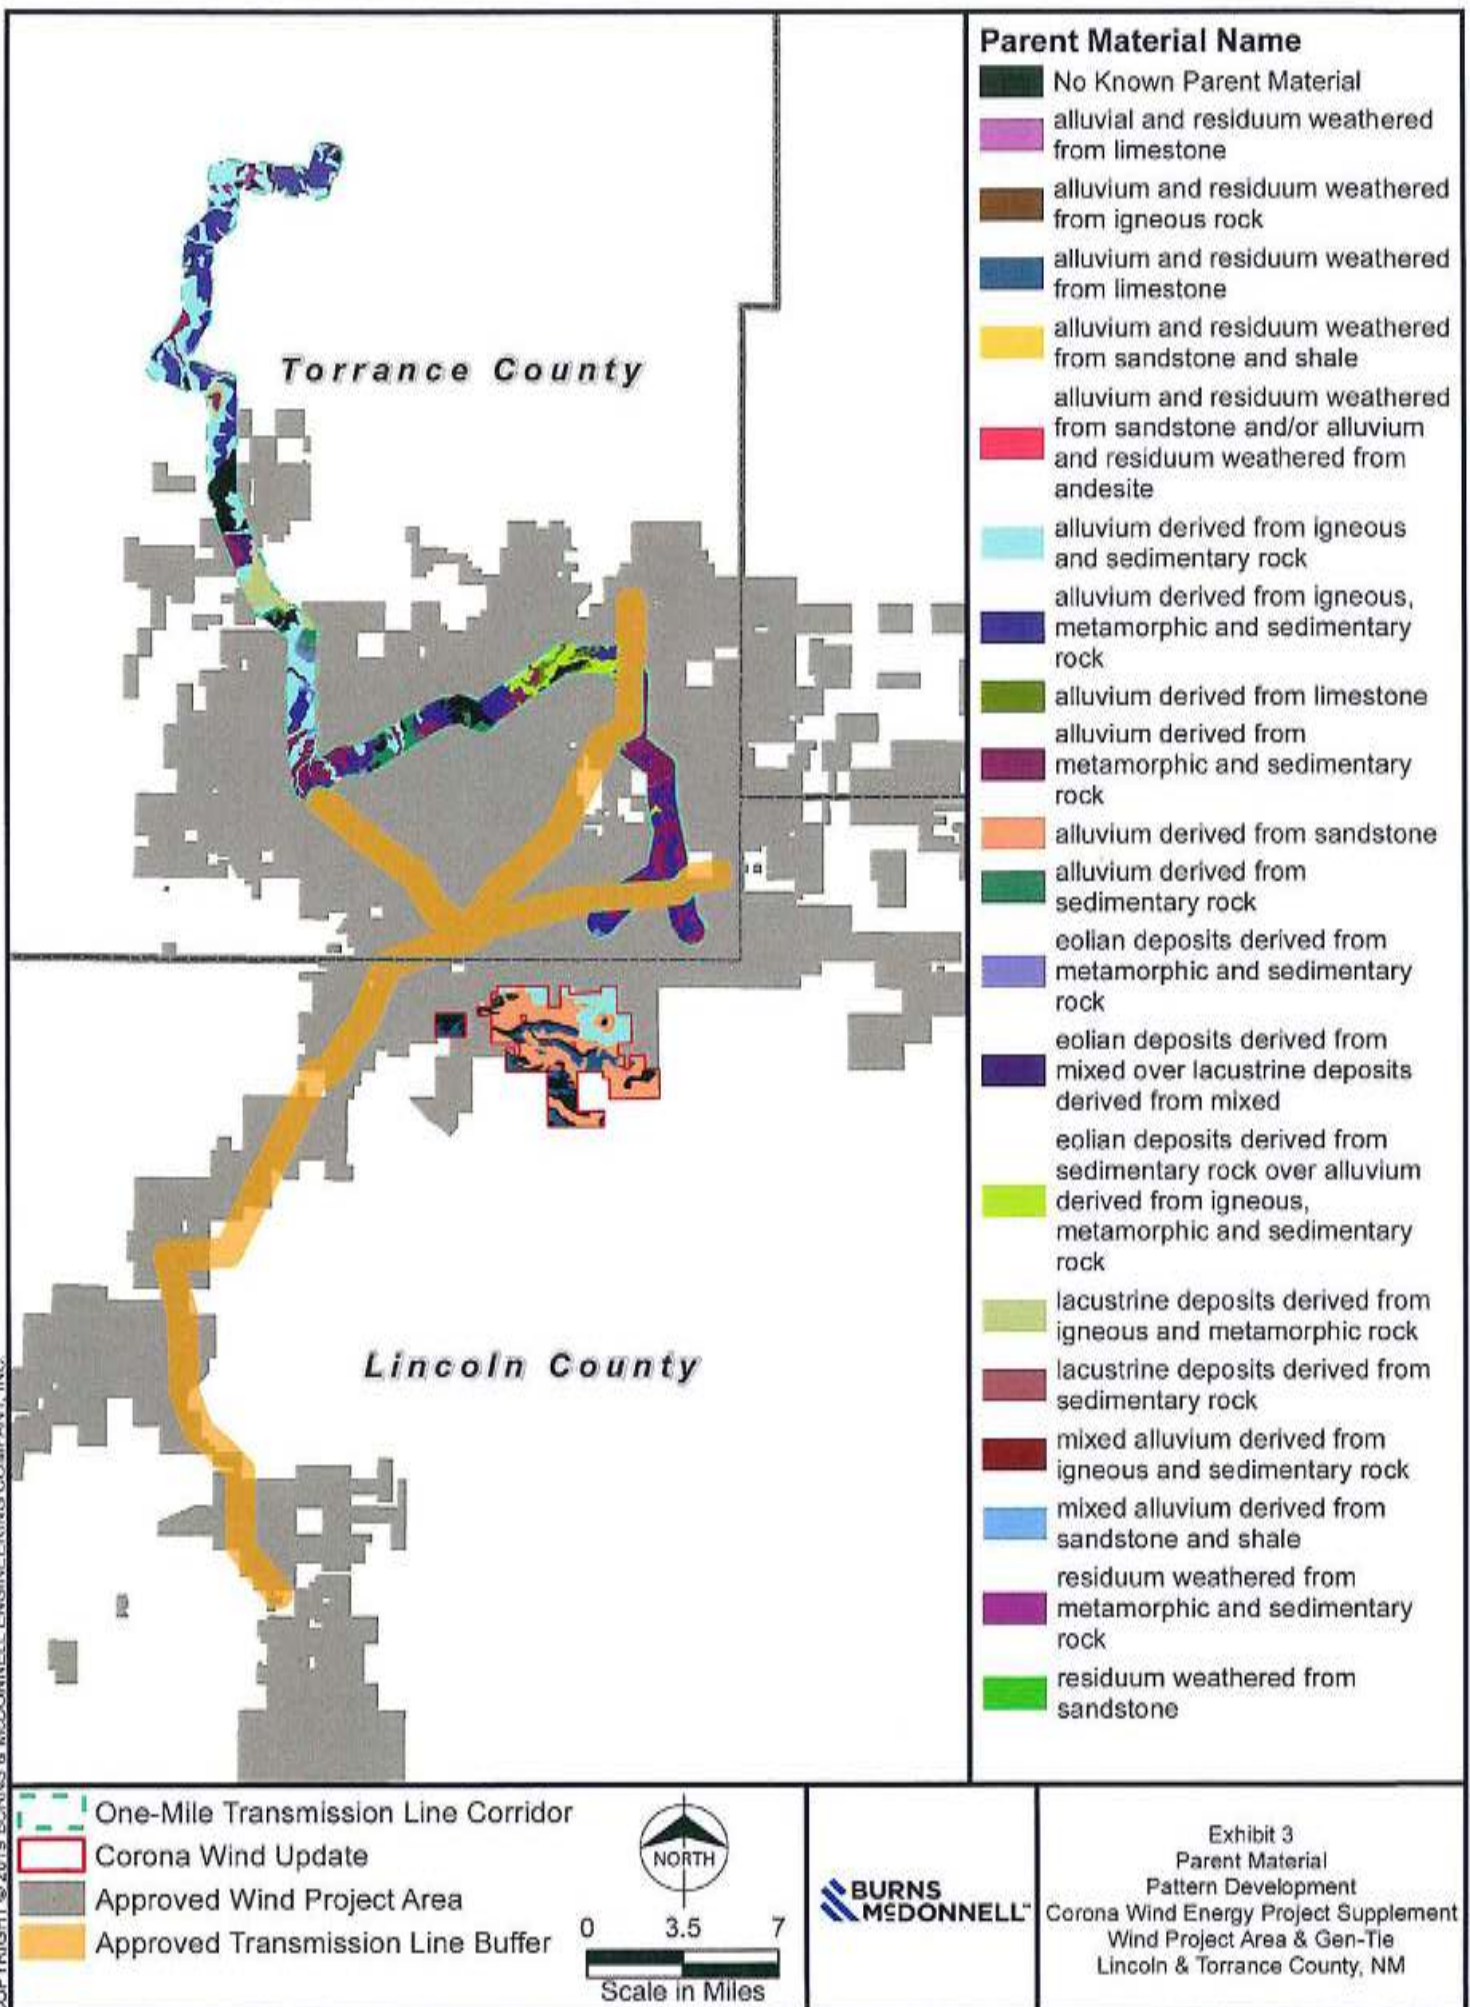 Parent Material Name
No Known Parent Material
alluvial and residuum weathered
from limestone
alluvium and residuum weathered
from igneous rock
alluvium and residuum weathered
from limestone
alluvium and residuum weathered
from sandstone and shale
alluvium and residuum weathered
from sandstone and/or alluvium
and residuum weathered from
andesite
alluvium derived from igneous
and sedimentary rock
alluvium derived from igneous,
metamorphic and sedimentary
rock
alluvium derived from limestone
alluvium derived from
metamorphic and sedimentary
rock
alluvium derived from sandstone
alluvium derived from
sedimentary rock
eolian deposits derived from
metamorphic and sedimentary
rock
eolian deposits derived from
mixed over lacustrine deposits
derived from mixed
eolian deposits derived from
sedimentary rock over alluvium
derived from igneous,
metamorphic and sedimentary
rock
lacustrine deposits derived from
igneous and metamorphic rock
lacustrine deposits derived from
sedimentary rock
mixed alluvium derived from
igneous and sedimentary rock
mixed alluvium derived from
sandstone and shale
residuum weathered from
metamorphic and sedimentary
rock
residuum weathered from
sandstone
Torrance County
Lincoln County
COPYRIGHT © 2019 BURNS & McDONNELL ENGINEERING COMPANY, INC.
One-Mile Transmission Line Corridor
Corona Wind Update
Approved Wind Project Area
Approved Transmission Line Buffer
NORTH
0 3.5 7
Scale in Miles
BURNS
McDONNELL™
Exhibit 3
Parent Material
Pattern Development
Corona Wind Energy Project Supplement
Wind Project Area & Gen-Tie
Lincoln & Torrance County, NM